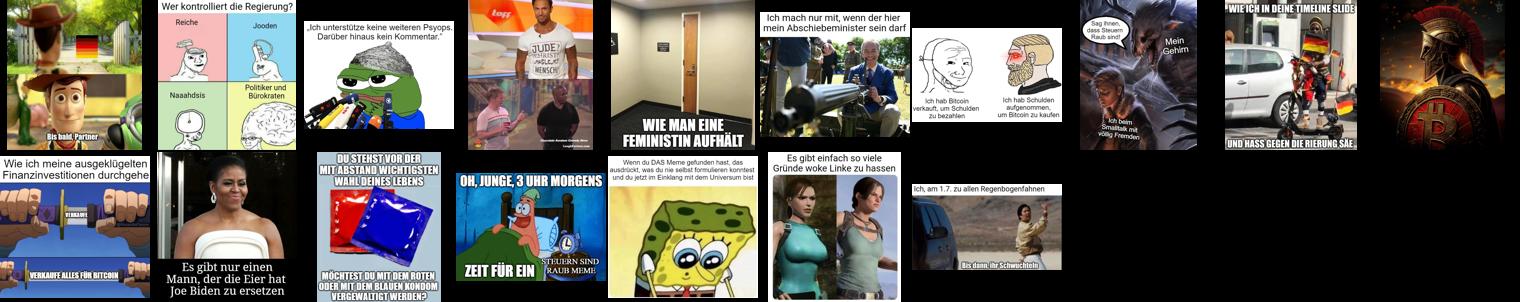 Bis bald, Partner
Wer kontrolliert die Regierung?
Reiche
Jooden
Naaahdsis
Politiker und
Bürokraten
„Ich unterstütze keine weiteren Psyops.
Darüber hinaus kein Kommentar.“
taff
JUDE?
MENSCH!
WIE MAN EINE
FEMINISTIN AUFHÄLT
Ich mach nur mit, wenn der hier
mein Abschiebeminister sein darf
Ich hab Bitcoin
verkauft, um Schulden
zu bezahlen
Ich hab Schulden
aufgenommen,
um Bitcoin zu kaufen
Sag ihnen,
dass Steuern
Raub sind!
Mein
Gehirn
Ich beim
Smalltalk mit
völlig Fremden
WIE ICH IN DEINE TIMELINE SLIDE
UND HASS GEGEN DIE RIERUNG SÄE
Wie ich meine ausgeklügelten
Finanzinvestitionen durchgehe
VERKAUFE
VERKAUFE ALLES FÜR BITCOIN
Es gibt nur einen
Mann, der die Eier hat
Joe Biden zu ersetzen
DU STEHST VOR DER
MIT ABSTAND WICHTIGSTEN
WAHL DEINES LEBENS
MÖCHTEST DU MIT DEM ROTEN
ODER MIT DEM BLAUEN KONDOM
VERGEWALTIGT WERDEN?
OH, JUNGE, 3 UHR MORGENS
ZEIT FÜR EIN
STEUERN SIND
RAUB MEME
Wenn du DAS Meme gefunden hast, das
ausdrückt, was du nie selbst formulieren konntest
und du jetzt im Einklang mit dem Universum bist
Es gibt einfach so viele
Gründe woke Linke zu hassen
Ich, am 1.7. zu allen Regenbogenfahnen
Bis dann, ihr Schwuchteln